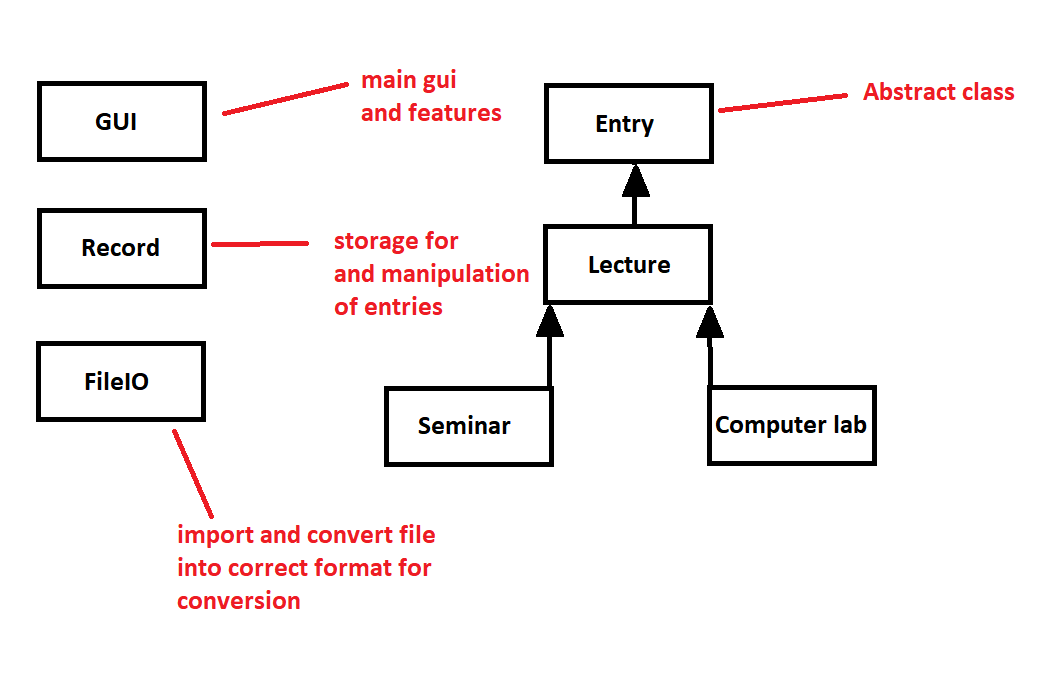 GUI
main gui
and features
Entry
Abstract class
Record
storage for
and manipulation
of entries
Lecture
FileIO
Seminar
Computer lab
import and convert file
into correct format for
conversion